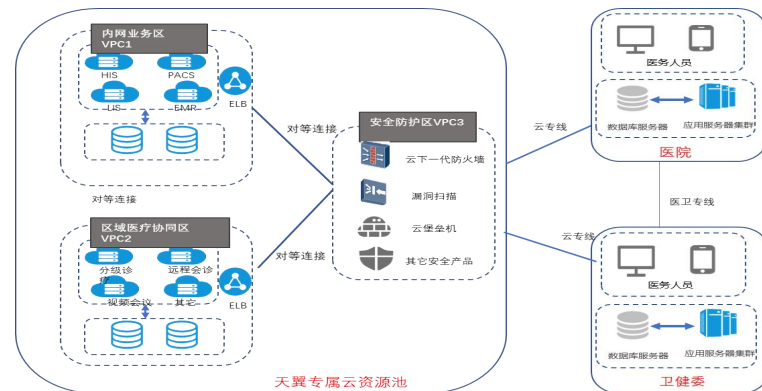 内网业务区
VPC1
HIS
PACS
LIS
EMR
ELB
对等连接
对等连接
区域医疗协同区
VPC2
分级诊疗
远程会诊
视频会议
其它
ELB
对等连接
安全防护区VPC3
云下一代防火墙
漏洞扫描
云堡垒机
其它安全产品
天翼专属云资源池
云专线
云专线
医务人员
数据库服务器
应用服务器集群
医院
医卫专线
医务人员
数据库服务器
应用服务器集群
卫健委